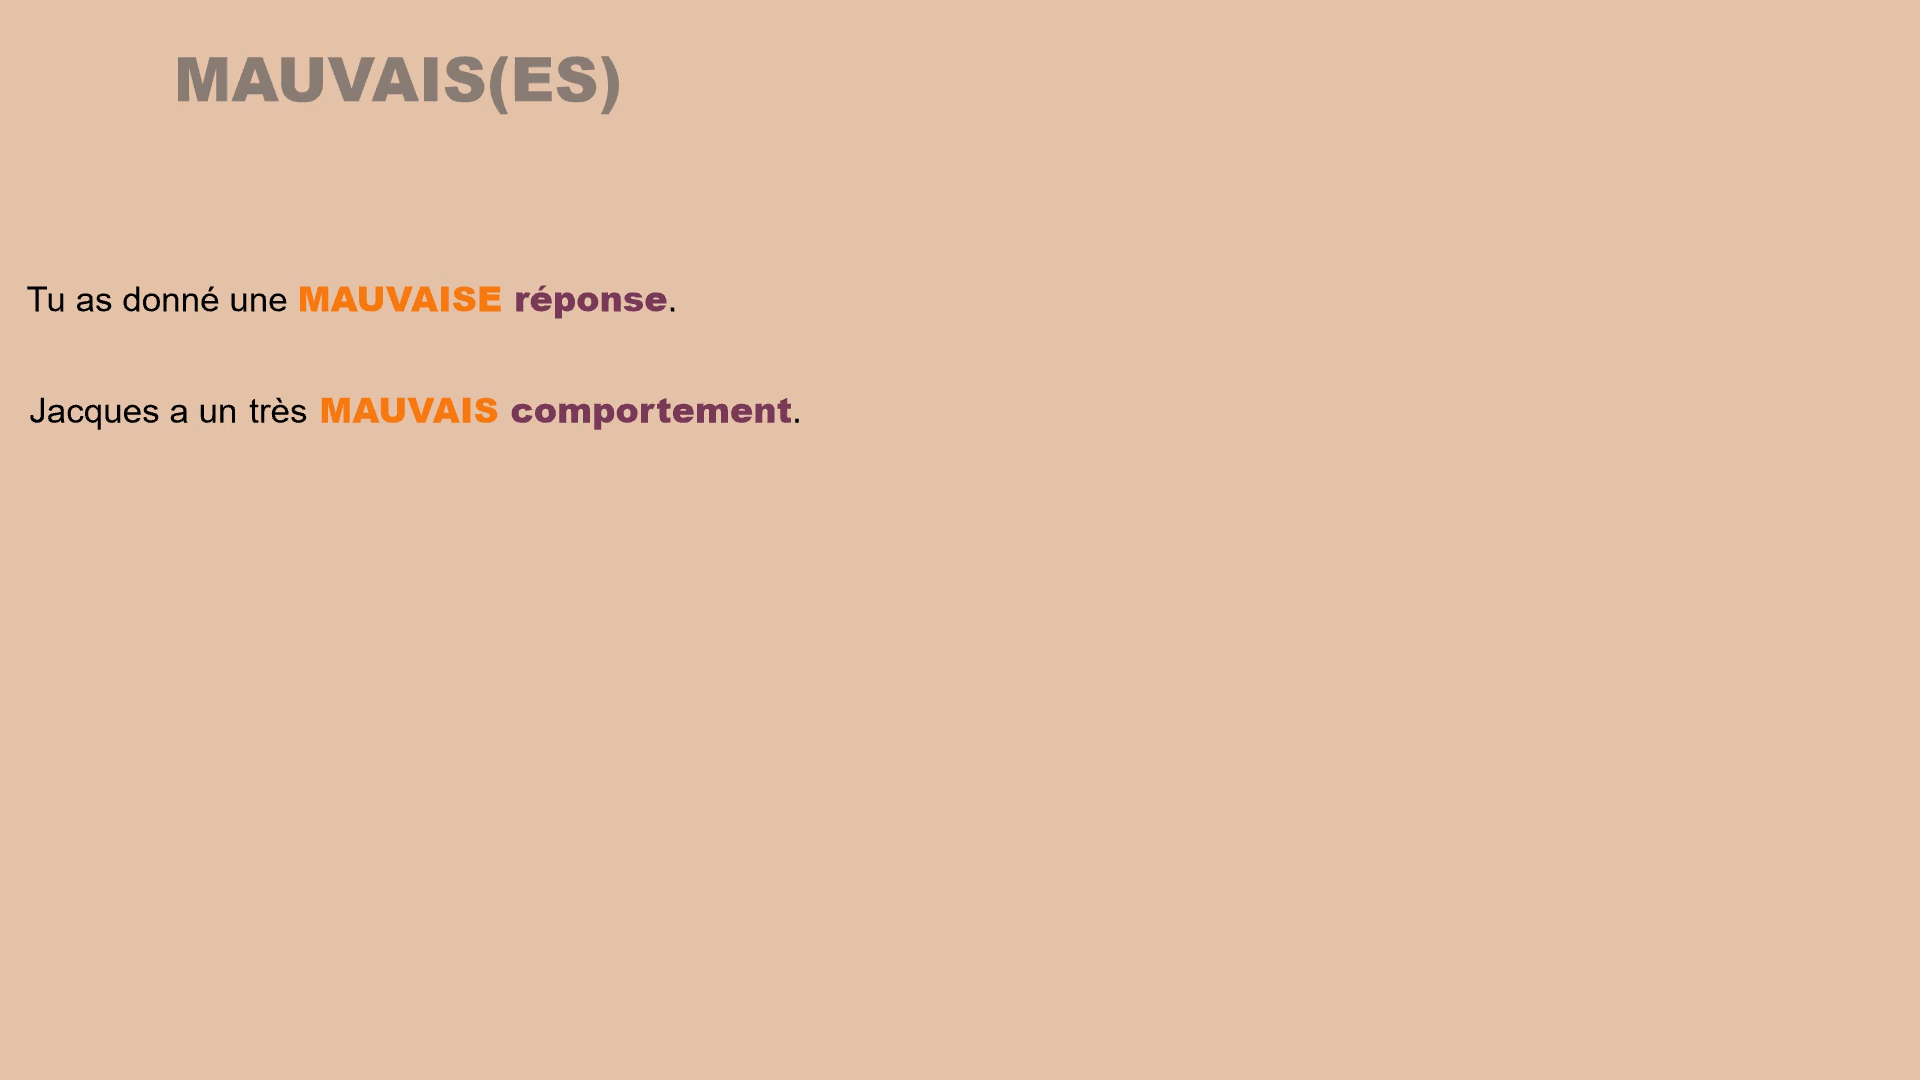 MAUVAIS(ES)
Tu as donné une MAUVAISE réponse.
Jacques a un très MAUVAIS comportement.